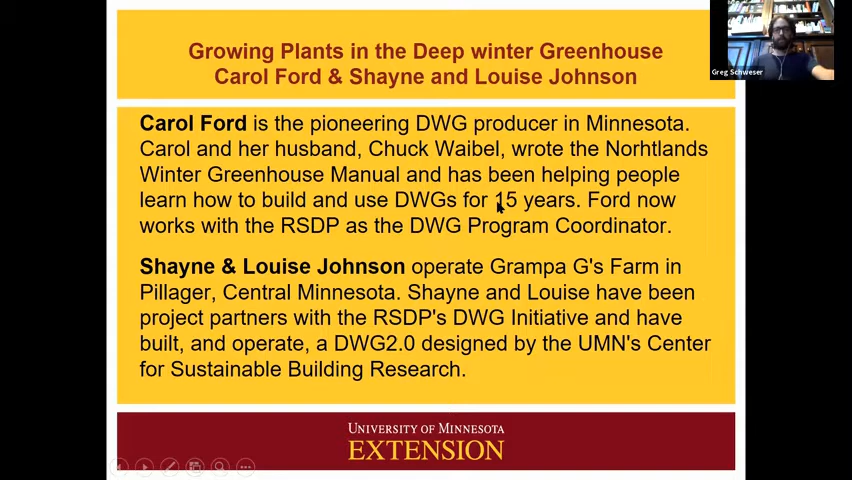 Growing Plants in the Deep winter Greenhouse
Carol Ford & Shayne and Louise Johnson
Greg Schweser
Carol Ford is the pioneering DWG producer in Minnesota.
Carol and her husband, Chuck Waibel, wrote the Norhtlands
Winter Greenhouse Manual and has been helping people
learn how to build and use DWGs for 15 years. Ford now
works with the RSDP as the DWG Program Coordinator.
Shayne & Louise Johnson operate Grampa G's Farm in
Pillager, Central Minnesota. Shayne and Louise have been
project partners with the RSDP's DWG Initiative and have
built, and operate, a DWG2.0 designed by the UMN's Center
for Sustainable Building Research.
UNIVERSITY OF MINNESOTA
EXTENSION